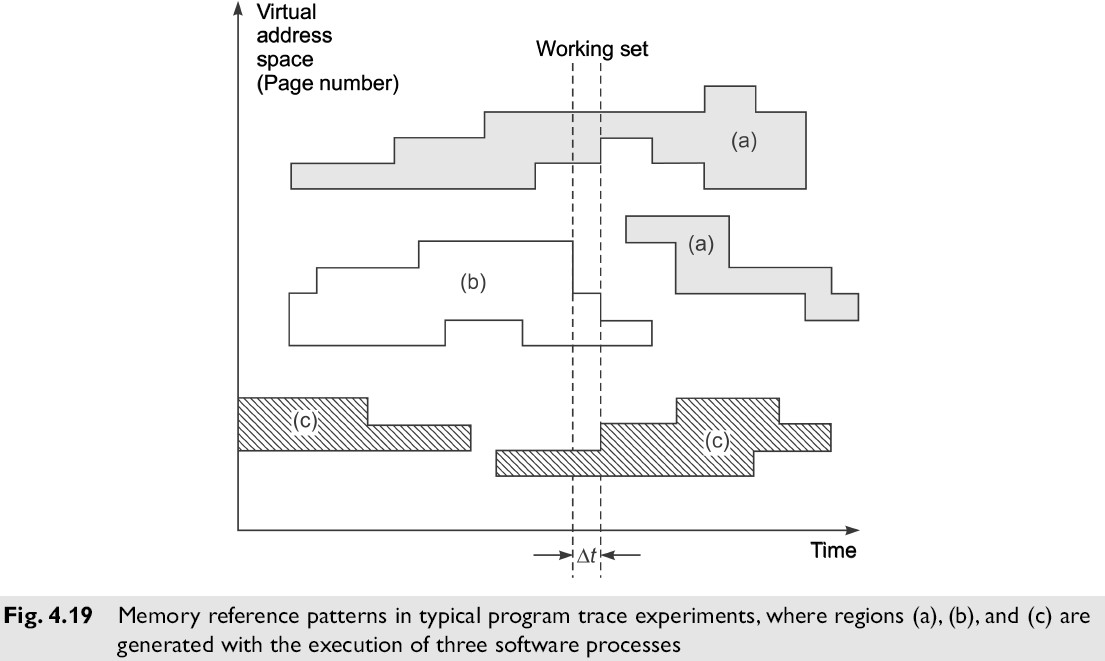 Virtual
address
space
(Page number)
Working set
(a)
(a)
(b)
(c)
(c)
Δt
Time
Fig. 4.19 Memory reference patterns in typical program trace experiments, where regions (a), (b), and (c) are
generated with the execution of three software processes